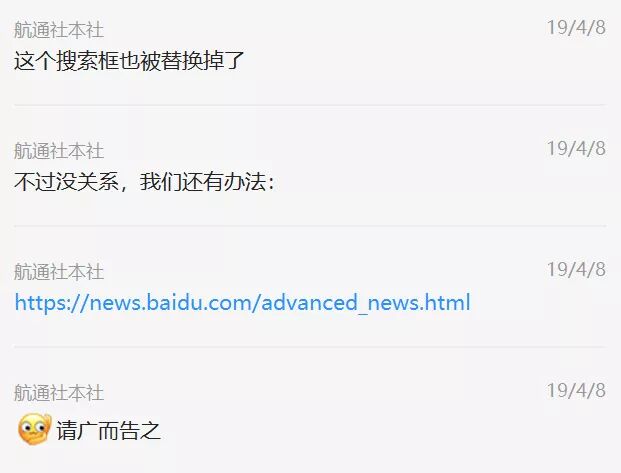 航通社本社 19/4/8
这个搜索框也被替换掉了
航通社本社 19/4/8
不过没关系，我们还有办法：
航通社本社 19/4/8
https://news.baidu.com/advanced_news.html
航通社本社 19/4/8
请广而告之